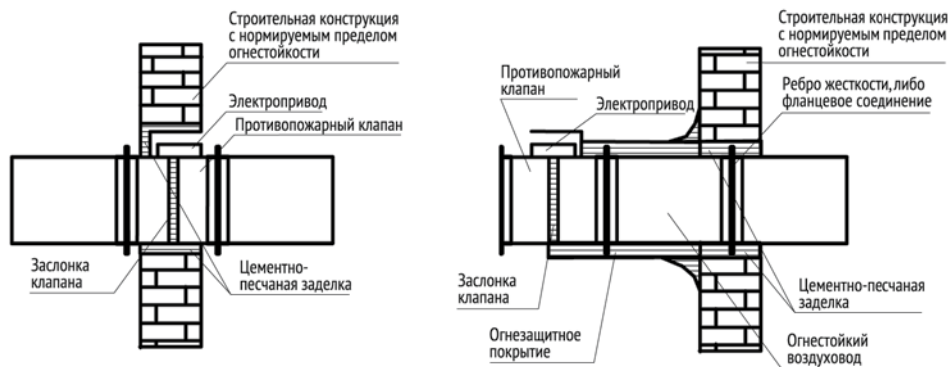 Строительная конструкция
с нормируемым пределом
огнестойкости
Электропривод
Противопожарный клапан
Заслонка
клапана
Цементно-
песчаная заделка
Строительная конструкция
с нормируемым пределом
огнестойкости
Противопожарный
клапан
Электропривод
Ребро жесткости, либо
фланцевое соединение
Заслонка
клапана
Огнезащитное
покрытие
Цементно-песчаная
заделка
Огнестойкий
воздуховод